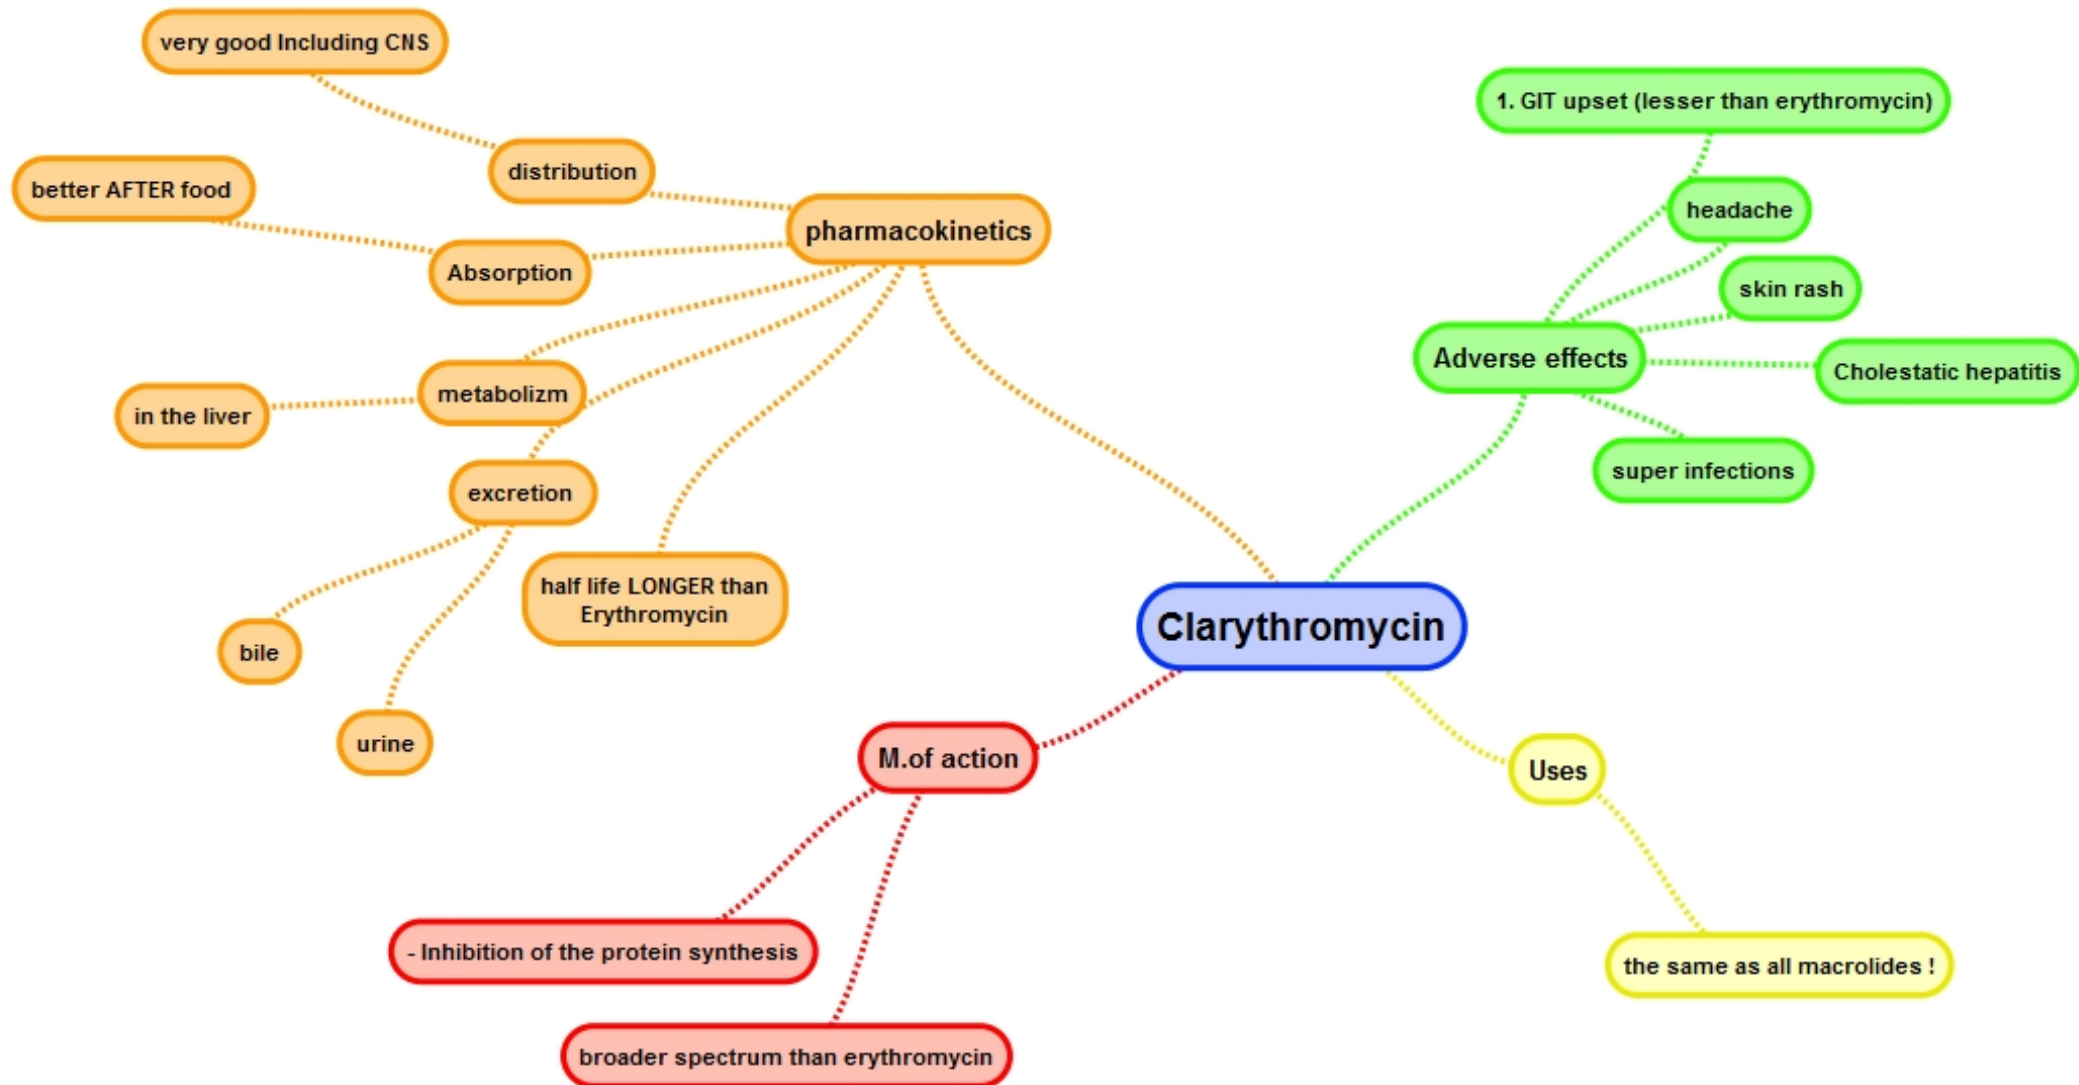 very good Including CNS
1. GIT upset (lesser than erythromycin)
distribution
better AFTER food
headache
pharmacokinetics
Absorption
skin rash
Adverse effects
Cholestatic hepatitis
metabolizm
in the liver
super infections
excretion
half life LONGER than
Erythromycin
Clarythromycin
bile
urine
M.of action
Uses
- Inhibition of the protein synthesis
the same as all macrolides !
broader spectrum than erythromycin